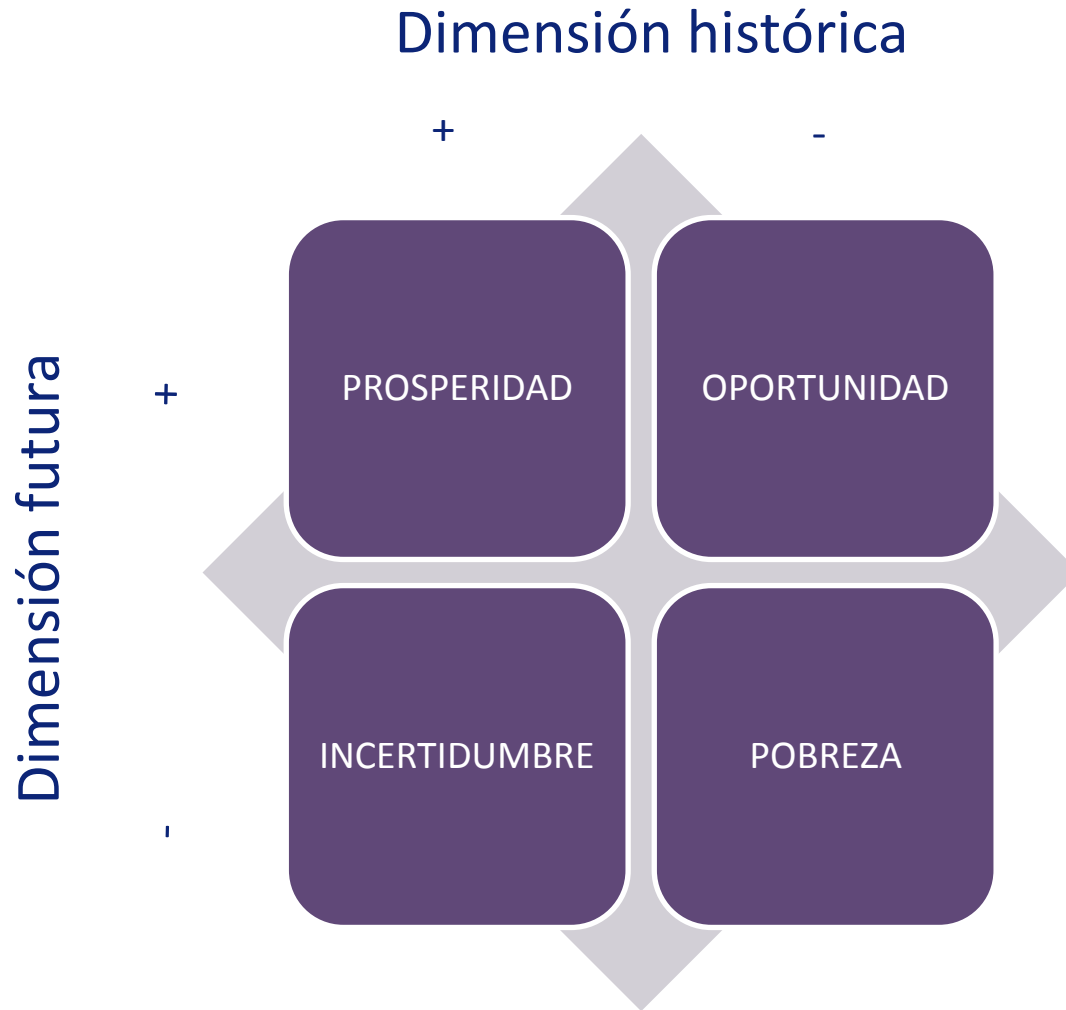 Dimensión histórica
+ -
Dimensión futura
+
PROSPERIDAD OPORTUNIDAD
-
INCERTIDUMBRE POBREZA